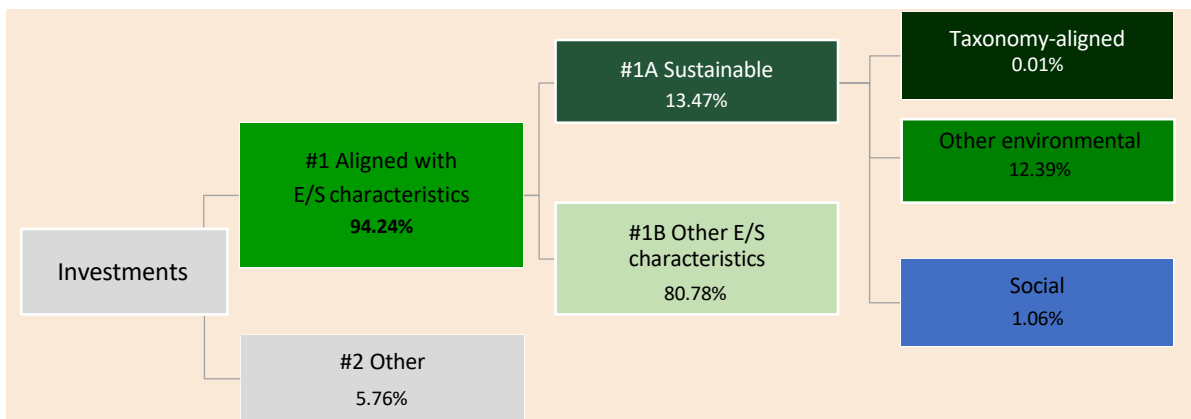 Investments
#1 Aligned with
E/S characteristics
94.24%
#2 Other
5.76%
#1A Sustainable
13.47%
#1B Other E/S
characteristics
80.78%
Taxonomy-aligned
0.01%
Other environmental
12.39%
Social
1.06%